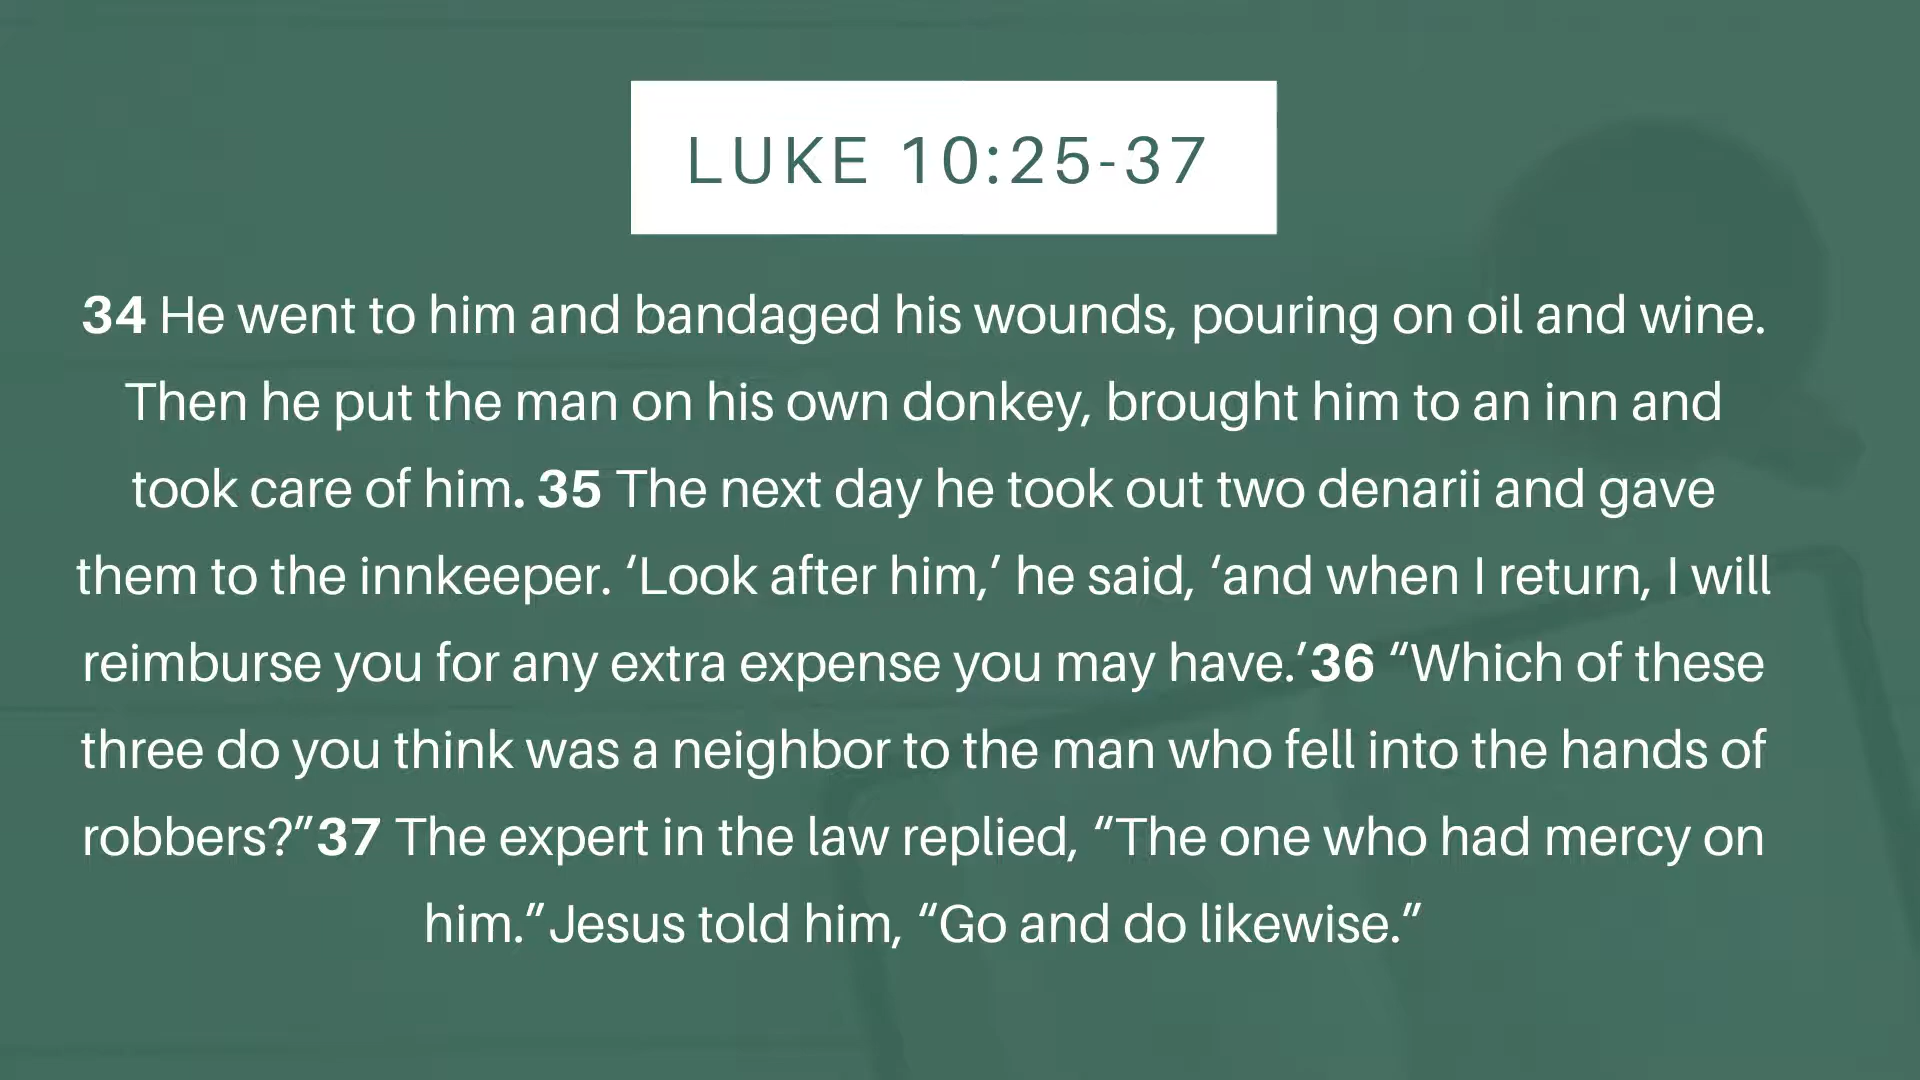 LUKE 10:25-37
34 He went to him and bandaged his wounds, pouring on oil and wine.
Then he put the man on his own donkey, brought him to an inn and
took care of him. 35 The next day he took out two denarii and gave
them to the innkeeper. ‘Look after him,’ he said, ‘and when I return, I will
reimburse you for any extra expense you may have.’36 “Which of these
three do you think was a neighbor to the man who fell into the hands of
robbers?”37 The expert in the law replied, “The one who had mercy on
him.”Jesus told him, “Go and do likewise.”